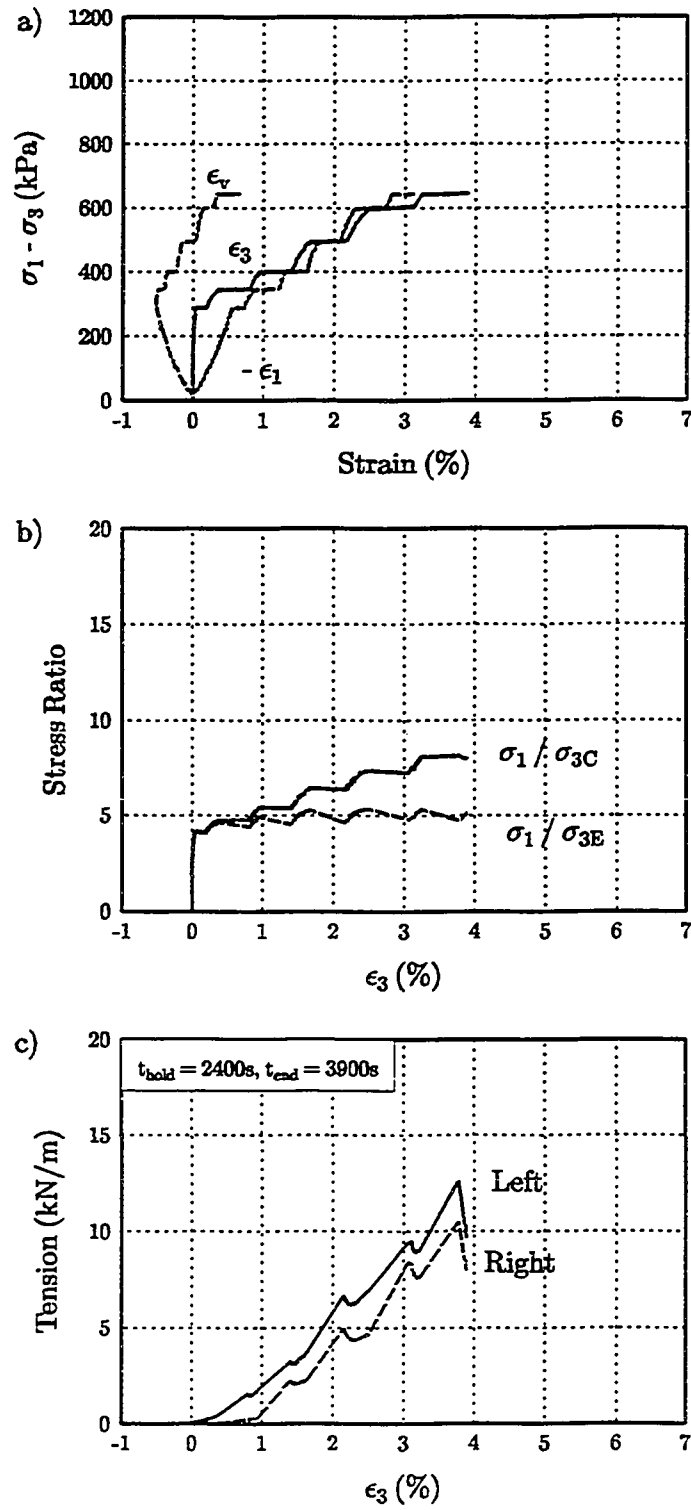 a)
1200
1000
800
600
400
200
0
σ₁ - σ₃ (kPa)
ϵᵥ
ϵ₃
- ϵ₁
-1 0 1 2 3 4 5 6 7
Strain (%)
b)
20
15
10
5
0
Stress Ratio
σ₁ / σ₃C
σ₁ / σ₃E
-1 0 1 2 3 4 5 6 7
ϵ₃ (%)
c)
20
15
10
5
0
Tension (kN/m)
t_hold = 2400s, t_end = 3900s
Left
Right
-1 0 1 2 3 4 5 6 7
ϵ₃ (%)